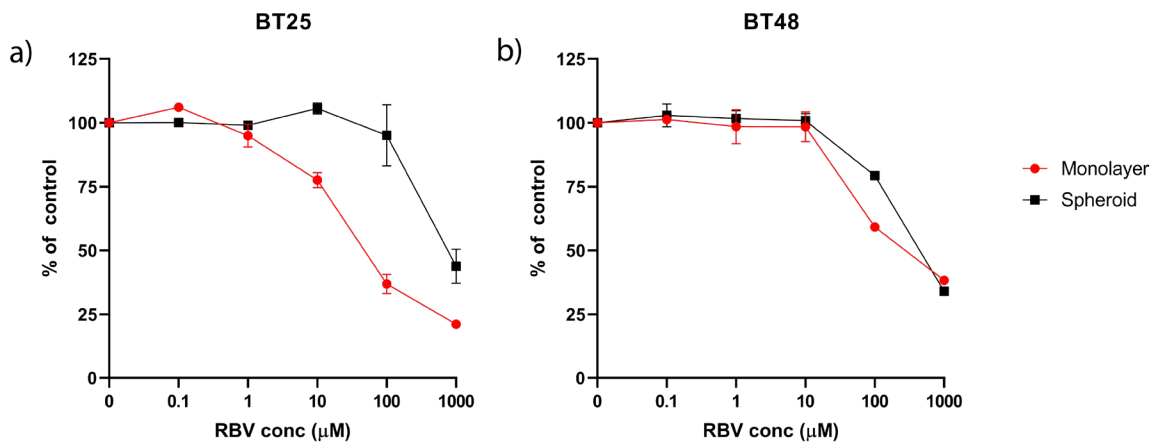 a)
BT25
% of control
125
100
75
50
25
0
0 0.1 1 10 100 1000
RBV conc (μM)
b)
BT48
% of control
125
100
75
50
25
0
0 0.1 1 10 100 1000
RBV conc (μM)
Monolayer
Spheroid